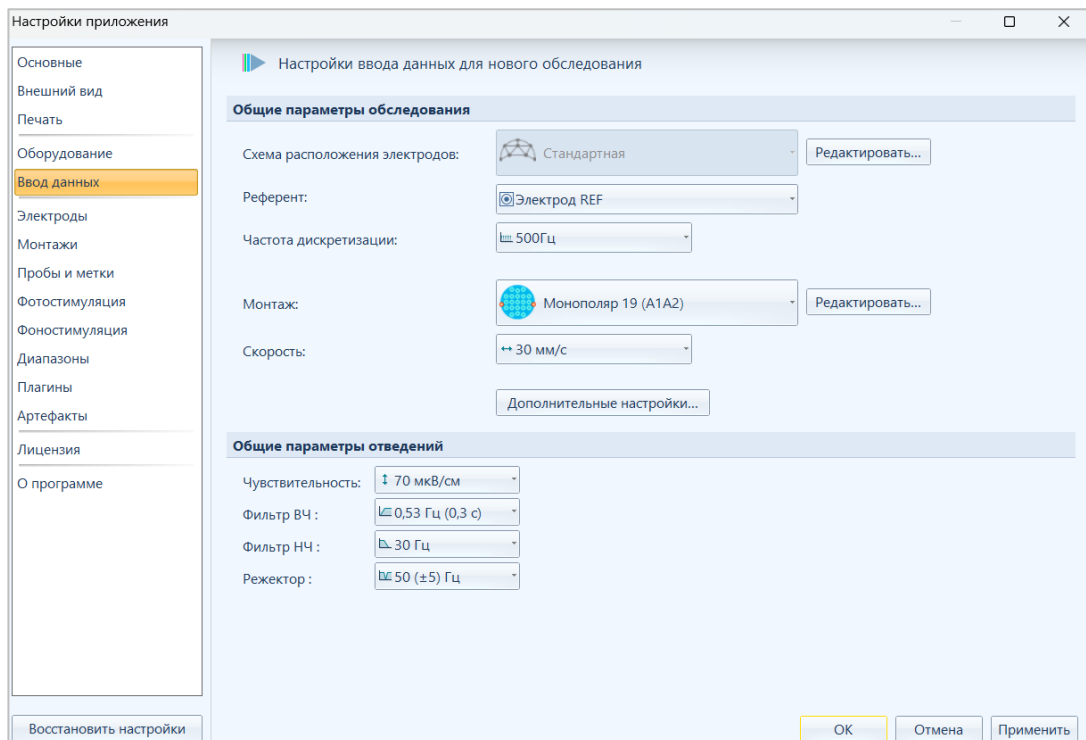 Настройки приложения
Основные
Внешний вид
Печать
Оборудование
Ввод данных
Электроды
Монтажи
Пробы и метки
Фотостимуляция
Фоностимуляция
Диапазоны
Плагины
Артефакты
Лицензия
О программе
Восстановить настройки
Настройки ввода данных для нового обследования
Общие параметры обследования
Схема расположения электродов: Стандартная Редактировать...
Референт: Электрод REF
Частота дискретизации: 500Гц
Монтаж: Монополяр 19 (A1A2) Редактировать...
Скорость: 30 мм/с
Дополнительные настройки...
Общие параметры отведений
Чувствительность: 70 мкВ/см
Фильтр ВЧ : 0,53 Гц (0,3 с)
Фильтр НЧ : 30 Гц
Режектор : 50 (±5) Гц
ОК Отмена Применить